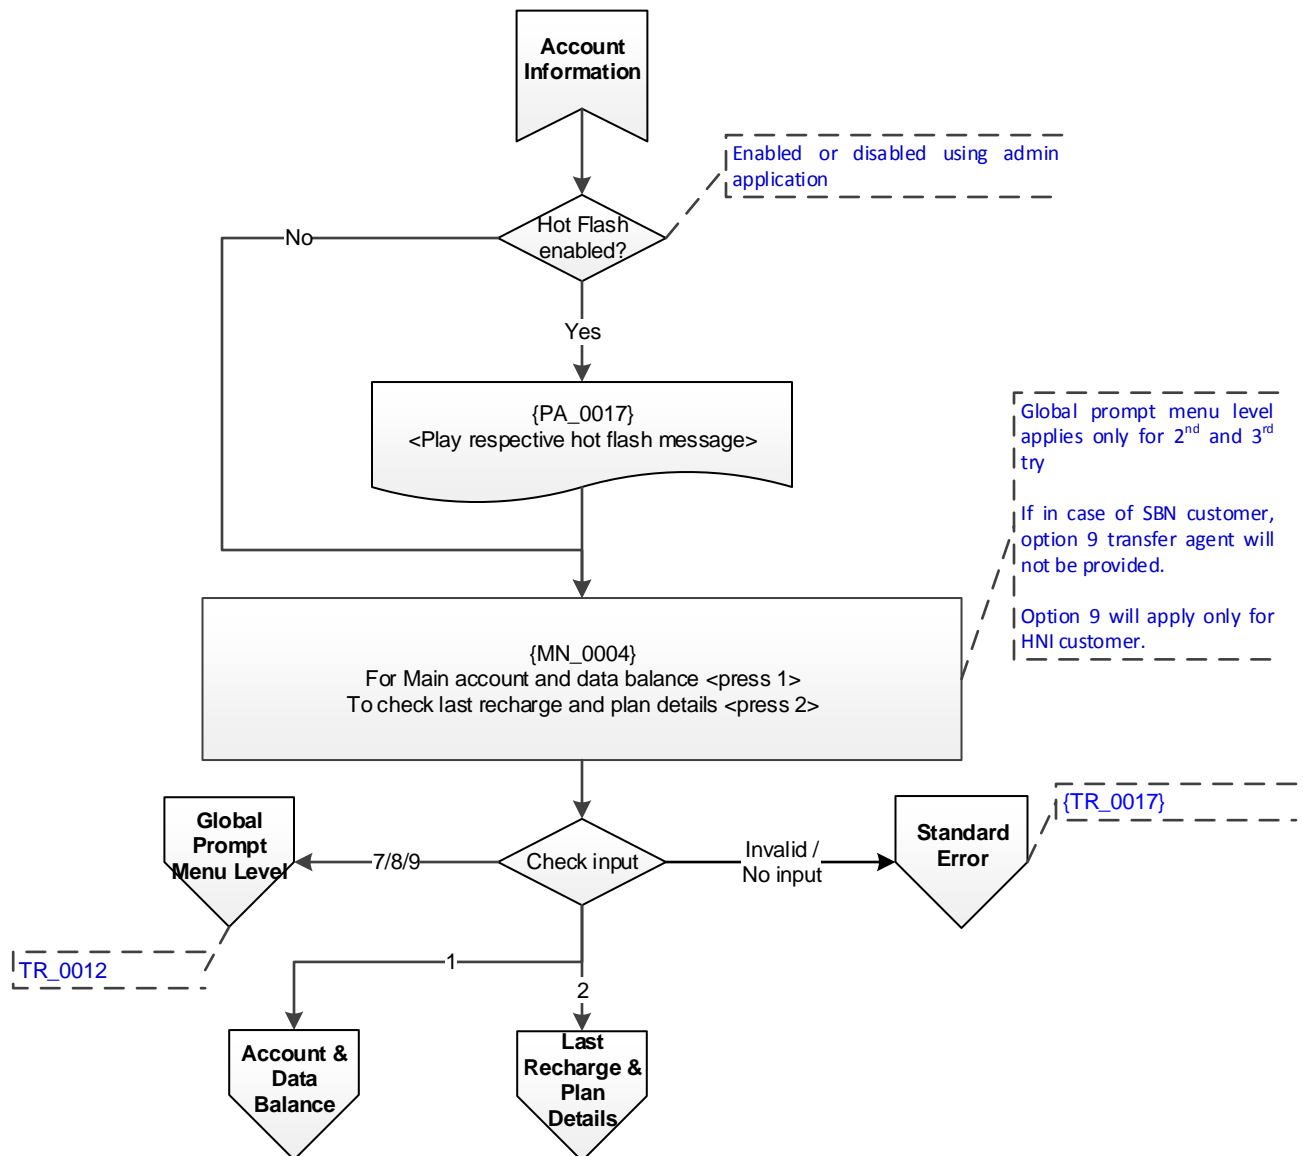 Account
Information
Enabled or disabled using admin
application
Hot Flash
enabled?
No
Yes
{PA_0017}
<Play respective hot flash message>
Global prompt menu level
applies only for 2nd and 3rd
try
If in case of SBN customer,
option 9 transfer agent will
not be provided.
Option 9 will apply only for
HNI customer.
{MN_0004}
For Main account and data balance <press 1>
To check last recharge and plan details <press 2>
{TR_0017}
Global
Prompt
Menu Level
7/8/9
Check input
Invalid /
No input
Standard
Error
TR_0012
1
2
Account &
Data
Balance
Last
Recharge &
Plan
Details